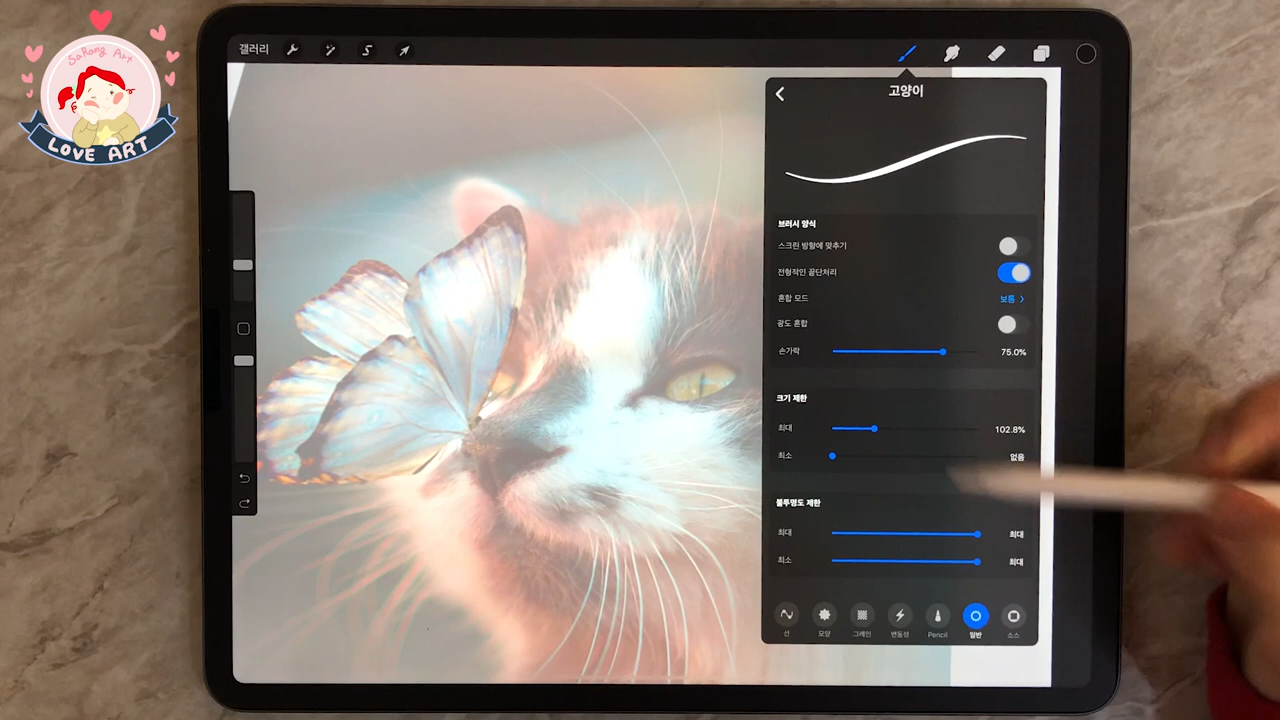 SaRang Art
LOVE ART
갤러리
고양이
브러시 양식
스크린 방향에 맞추기
전형적인 끝단처리
혼합 모드
보통
광도 혼합
손가락
75.0%
크기 제한
최대
102.8%
최소
없음
불투명도 제한
최대
최대
최소
최대
선
모양
그레인
변동성
Pencil
일반
소스